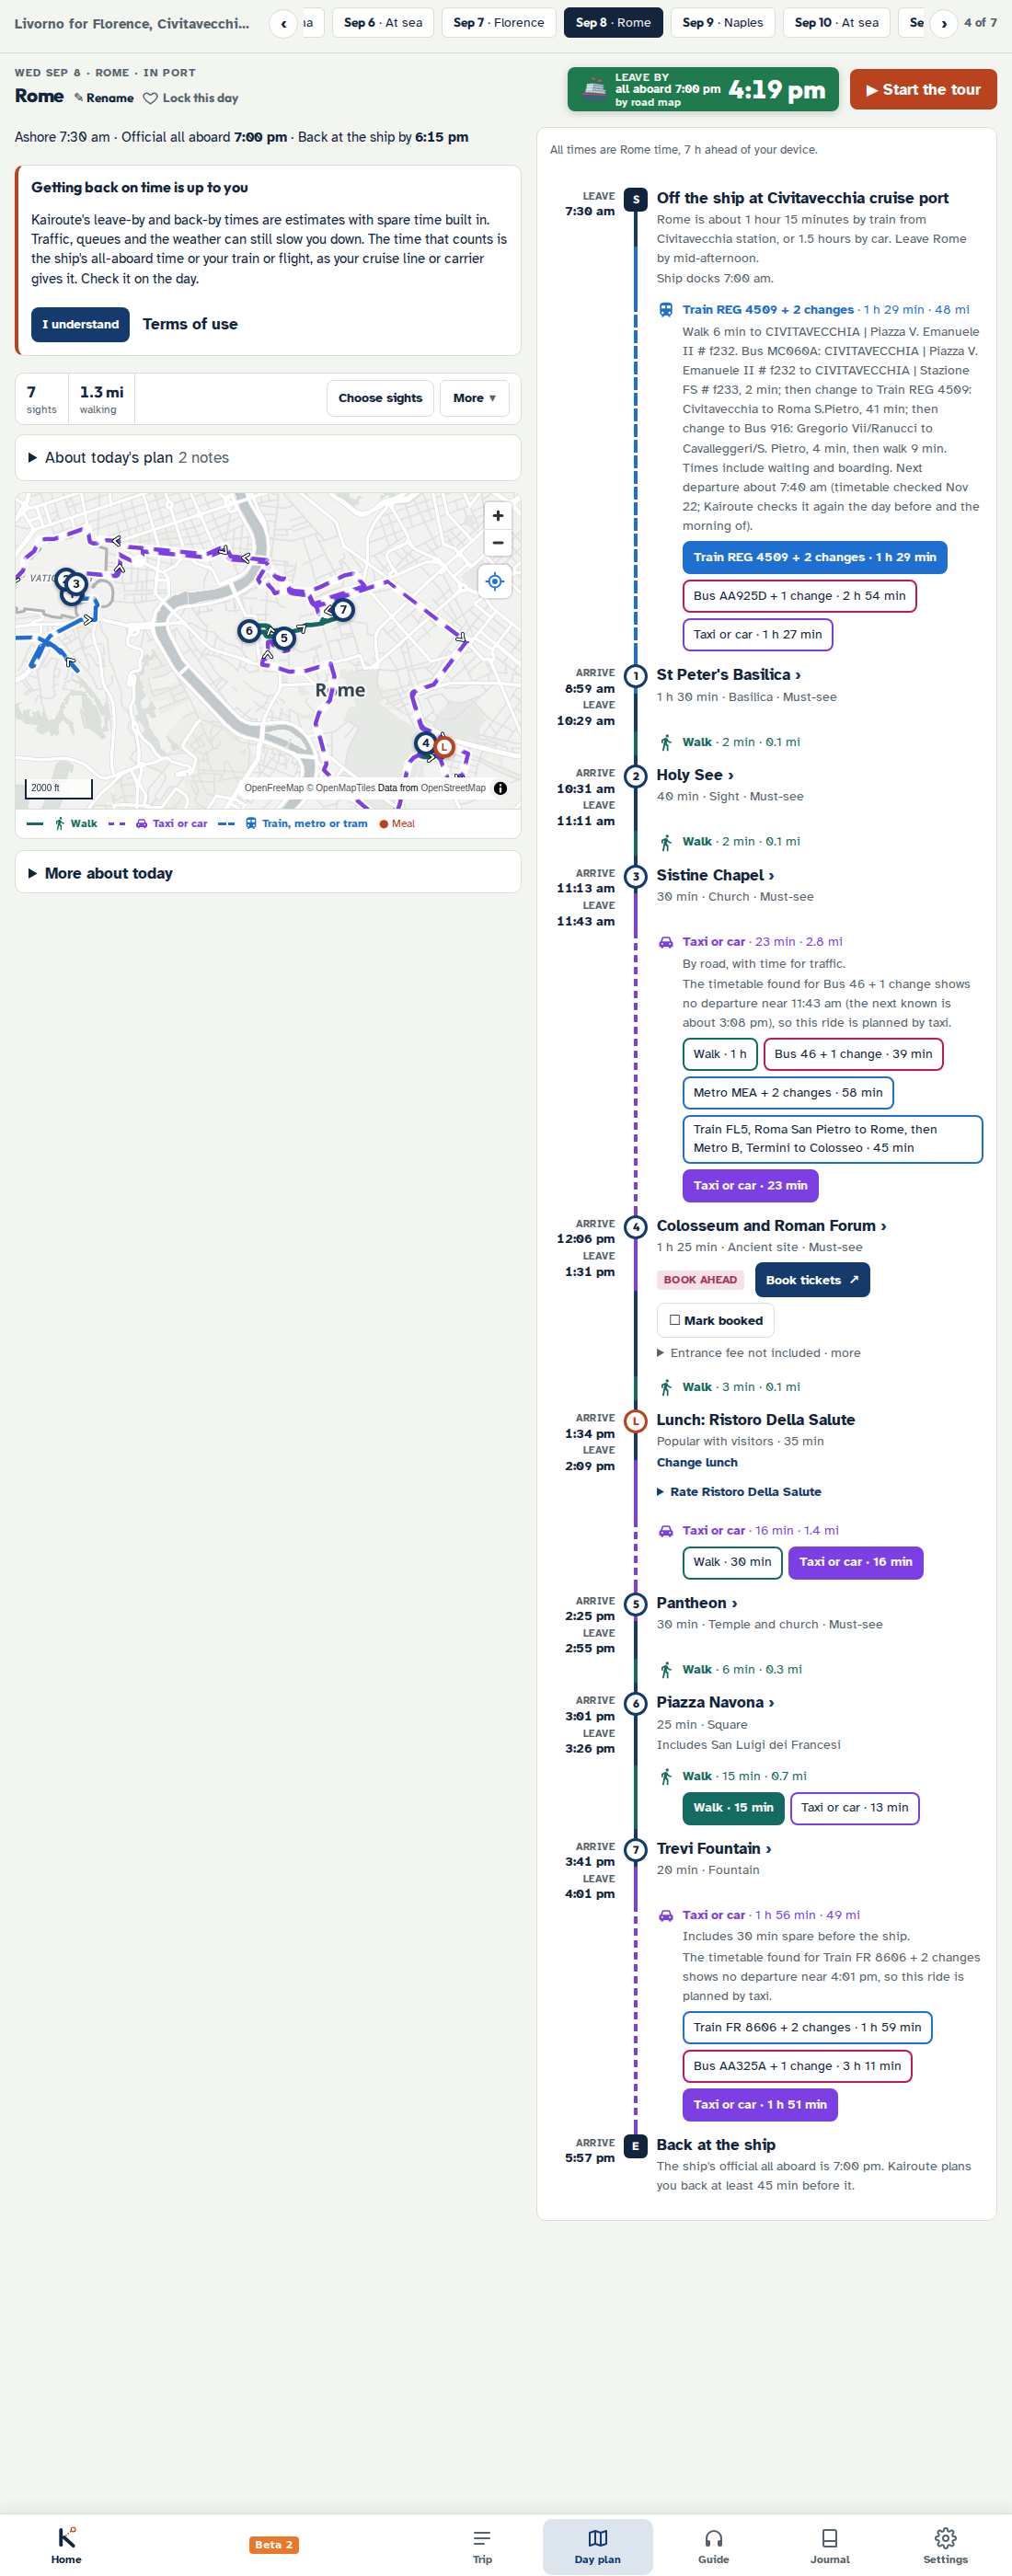 Livorno for Florence, Civitavecchi...
‹
na
Sep 6 · At sea
Sep 7 · Florence
Sep 8 · Rome
Sep 9 · Naples
Sep 10 · At sea
Se
›
4 of 7
WED SEP 8 · ROME · IN PORT
Rome ✎ Rename Lock this day
LEAVE BY
all aboard 7:00 pm
by road map
4:19 pm
▶ Start the tour
Ashore 7:30 am · Official all aboard 7:00 pm · Back at the ship by 6:15 pm
Getting back on time is up to you
Kairoute's leave-by and back-by times are estimates with spare time built in.
Traffic, queues and the weather can still slow you down. The time that counts is
the ship's all-aboard time or your train or flight, as your cruise line or carrier
gives it. Check it on the day.
I understand
Terms of use
7
sights
1.3 mi
walking
Choose sights
More ▼
▶ About today's plan 2 notes
+
−
VATIC
3
7
6
5
Rome
4
L
2000 ft
OpenFreeMap © OpenMapTiles Data from OpenStreetMap
Walk
Taxi or car
Train, metro or tram
Meal
▶ More about today
All times are Rome time, 7 h ahead of your device.
LEAVE
7:30 am
S
Off the ship at Civitavecchia cruise port
Rome is about 1 hour 15 minutes by train from
Civitavecchia station, or 1.5 hours by car. Leave Rome
by mid-afternoon.
Ship docks 7:00 am.
Train REG 4509 + 2 changes · 1 h 29 min · 48 mi
Walk 6 min to CIVITAVECCHIA | Piazza V. Emanuele
II # f232. Bus MC060A: CIVITAVECCHIA | Piazza V.
Emanuele II # f232 to CIVITAVECCHIA | Stazione
FS # f233, 2 min; then change to Train REG 4509:
Civitavecchia to Roma S.Pietro, 41 min; then
change to Bus 916: Gregorio Vii/Ranucci to
Cavalleggeri/S. Pietro, 4 min, then walk 9 min.
Times include waiting and boarding. Next
departure about 7:40 am (timetable checked Nov
22; Kairoute checks it again the day before and the
morning of).
Train REG 4509 + 2 changes · 1 h 29 min
Bus AA925D + 1 change · 2 h 54 min
Taxi or car · 1 h 27 min
ARRIVE
8:59 am
LEAVE
10:29 am
1
St Peter's Basilica ›
1 h 30 min · Basilica · Must-see
Walk · 2 min · 0.1 mi
ARRIVE
10:31 am
LEAVE
11:11 am
2
Holy See ›
40 min · Sight · Must-see
Walk · 2 min · 0.1 mi
ARRIVE
11:13 am
LEAVE
11:43 am
3
Sistine Chapel ›
30 min · Church · Must-see
Taxi or car · 23 min · 2.8 mi
By road, with time for traffic.
The timetable found for Bus 46 + 1 change shows
no departure near 11:43 am (the next known is
about 3:08 pm), so this ride is planned by taxi.
Walk · 1 h
Bus 46 + 1 change · 39 min
Metro MEA + 2 changes · 58 min
Train FL5, Roma San Pietro to Rome, then
Metro B, Termini to Colosseo · 45 min
Taxi or car · 23 min
ARRIVE
12:06 pm
LEAVE
1:31 pm
4
Colosseum and Roman Forum ›
1 h 25 min · Ancient site · Must-see
BOOK AHEAD
Book tickets ↗
☐ Mark booked
▶ Entrance fee not included · more
Walk · 3 min · 0.1 mi
ARRIVE
1:34 pm
LEAVE
2:09 pm
L
Lunch: Ristoro Della Salute
Popular with visitors · 35 min
Change lunch
▶ Rate Ristoro Della Salute
Taxi or car · 16 min · 1.4 mi
Walk · 30 min
Taxi or car · 16 min
ARRIVE
2:25 pm
LEAVE
2:55 pm
5
Pantheon ›
30 min · Temple and church · Must-see
Walk · 6 min · 0.3 mi
ARRIVE
3:01 pm
LEAVE
3:26 pm
6
Piazza Navona ›
25 min · Square
Includes San Luigi dei Francesi
Walk · 15 min · 0.7 mi
Walk · 15 min
Taxi or car · 13 min
ARRIVE
3:41 pm
LEAVE
4:01 pm
7
Trevi Fountain ›
20 min · Fountain
Taxi or car · 1 h 56 min · 49 mi
Includes 30 min spare before the ship.
The timetable found for Train FR 8606 + 2 changes
shows no departure near 4:01 pm, so this ride is
planned by taxi.
Train FR 8606 + 2 changes · 1 h 59 min
Bus AA325A + 1 change · 3 h 11 min
Taxi or car · 1 h 51 min
ARRIVE
5:57 pm
E
Back at the ship
The ship's official all aboard is 7:00 pm. Kairoute plans
you back at least 45 min before it.
Home
Beta 2
Trip
Day plan
Guide
Journal
Settings